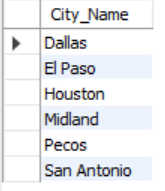 City_Name
Dallas
El Paso
Houston
Midland
Pecos
San Antonio